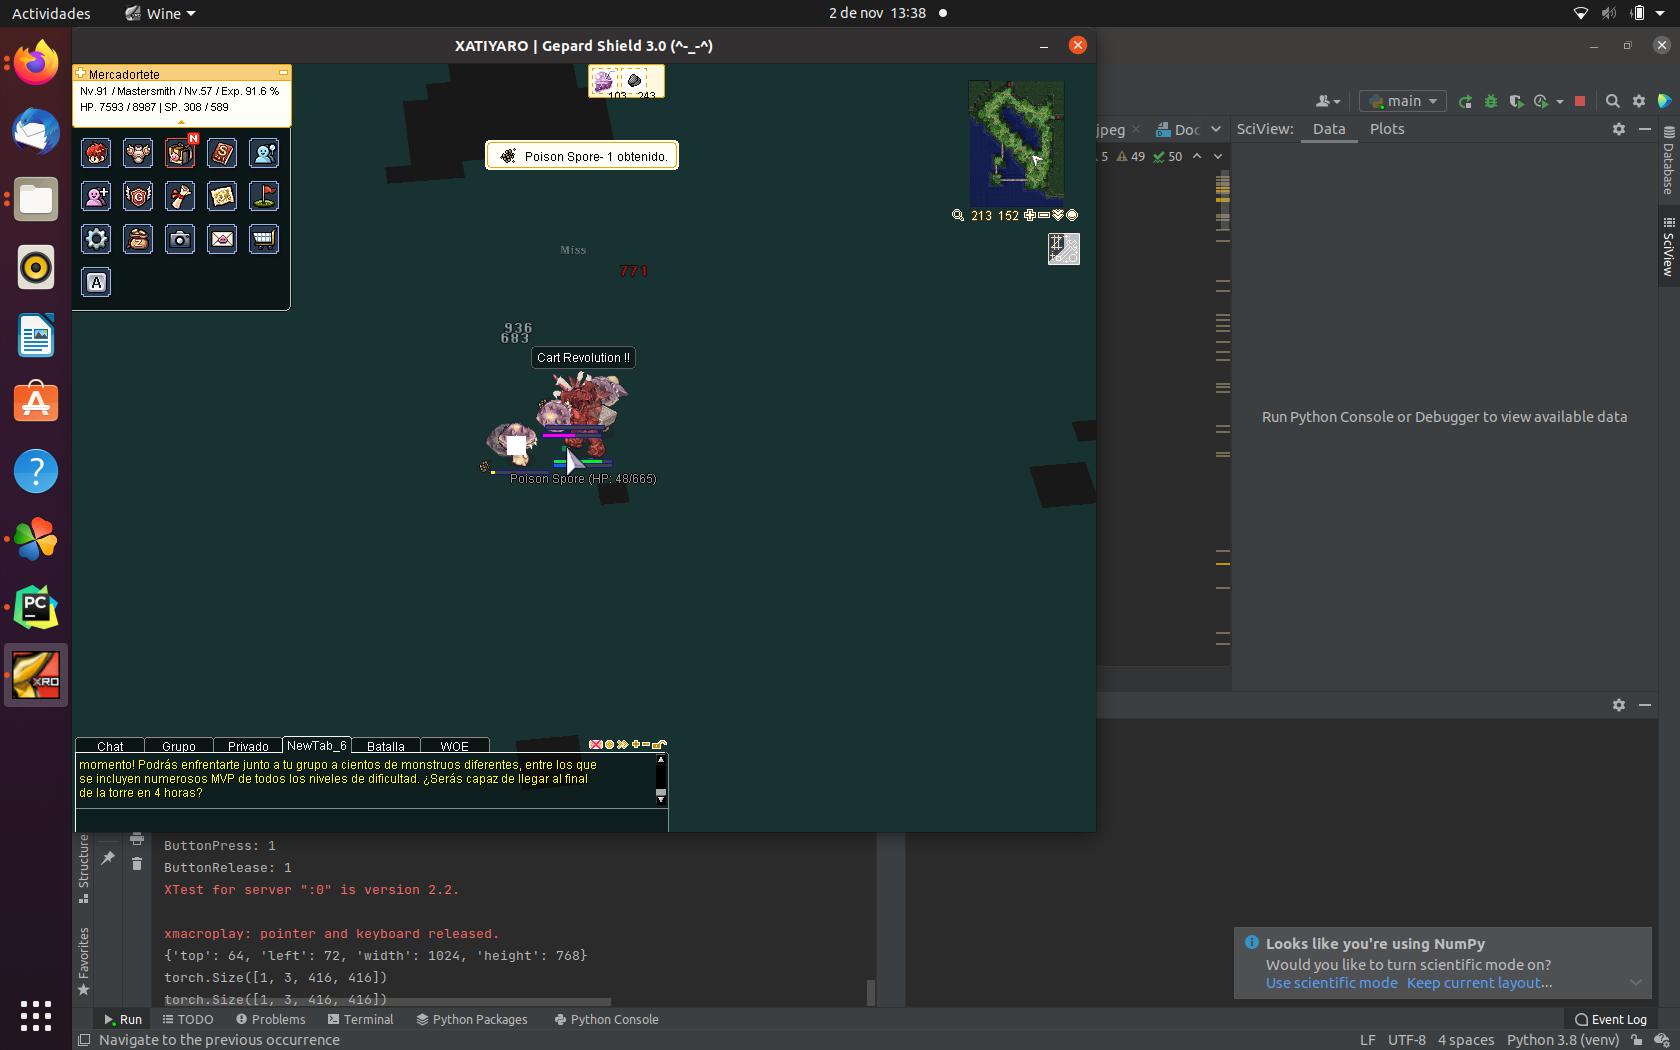 Actividades
Wine
2 de nov 13:38
XATIYARO | Gepard Shield 3.0 (^-_-^)
Mercadortete
Nv.91 / Mastersmith / Nv.57 / Exp. 91.6 %
HP. 7593 / 8987 | SP. 308 / 589
N
A
103 243
Poison Spore- 1 obtenido.
213 152
Miss
771
936
683
Cart Revolution !!
Poison Spore (HP: 48/665)
Chat
Grupo
Privado
NewTab_6
Batalla
WOE
momento! Podrás enfrentarte junto a tu grupo a cientos de monstruos diferentes, entre los que
se incluyen numerosos MVP de todos los niveles de dificultad. ¿Serás capaz de llegar al final
de la torre en 4 horas?
main
jpeg
Doc
SciView:
Data
Plots
5
49
50
Database
SciView
Run Python Console or Debugger to view available data
PC
XRO
Structure
Favorites
ButtonPress: 1
ButtonRelease: 1
XTest for server ":0" is version 2.2.
xmacroplay: pointer and keyboard released.
{'top': 64, 'left': 72, 'width': 1024, 'height': 768}
torch.Size([1, 3, 416, 416])
torch.Size([1, 3, 416, 416])
Looks like you're using NumPy
Would you like to turn scientific mode on?
Use scientific mode Keep current layout...
Run
TODO
Problems
Terminal
Python Packages
Python Console
Event Log
Navigate to the previous occurrence
LF UTF-8 4 spaces Python 3.8 (venv)